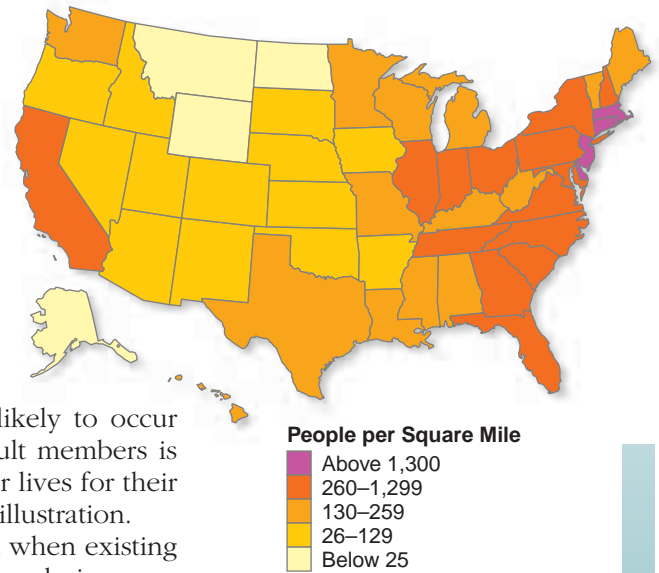 likely to occur
ult members is
r lives for their
illustration.
when existing
People per Square Mile
Above 1,300
260–1,299
130–259
26–129
Below 25